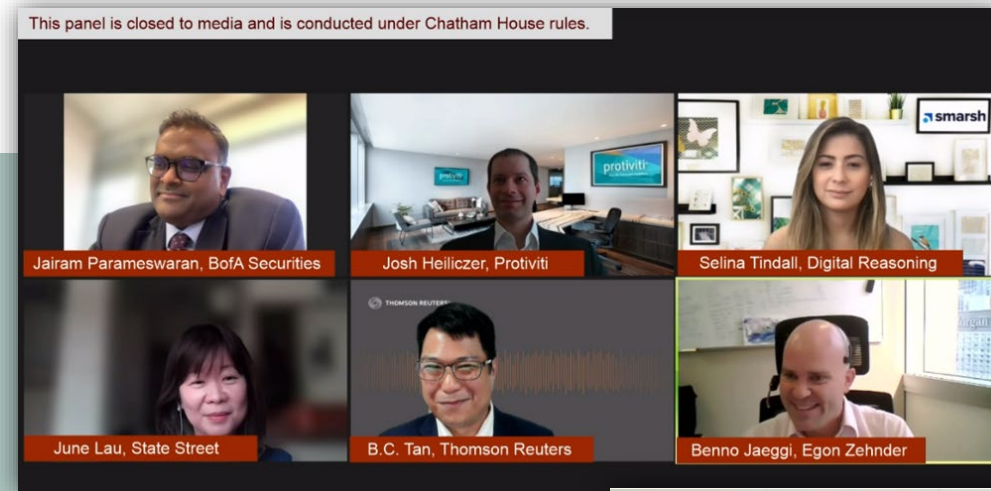 This panel is closed to media and is conducted under Chatham House rules.
protiviti
protiviti
smarsh
Jairam Parameswaran, BofA Securities
Josh Heiliczer, Protiviti
Selina Tindall, Digital Reasoning
THOMSON REUTERS
June Lau, State Street
B.C. Tan, Thomson Reuters
Benno Jaeggi, Egon Zehnder